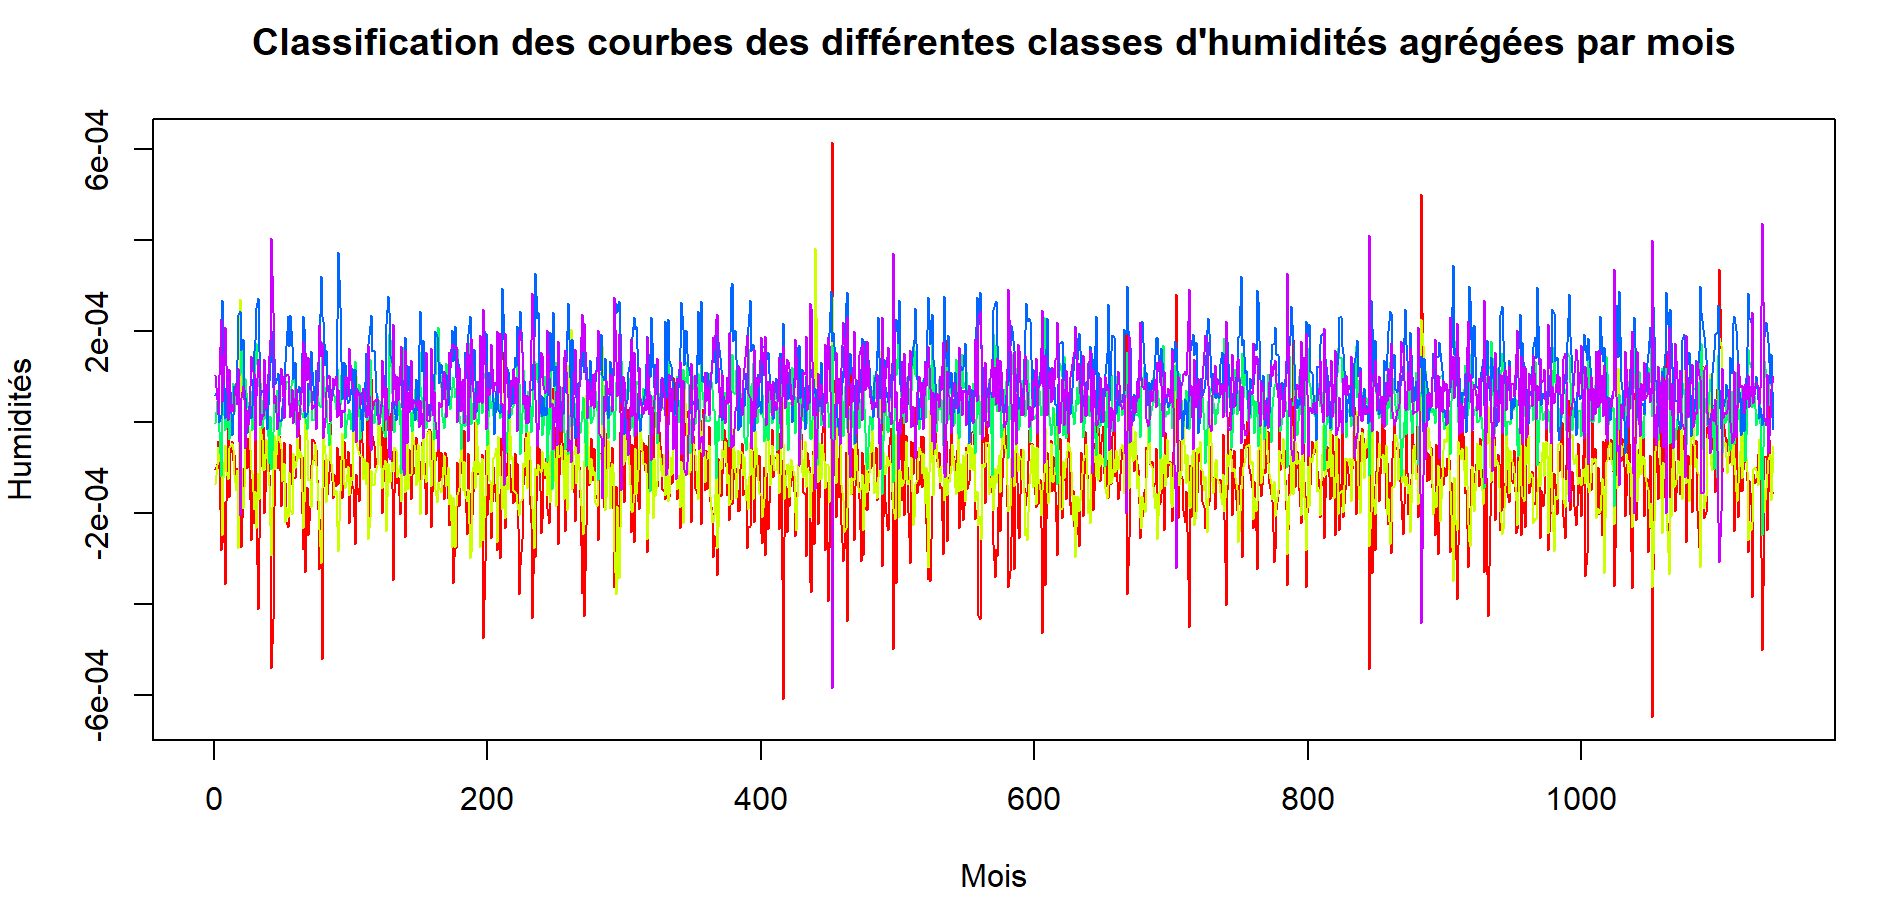 Classification des courbes des différentes classes d'humidités agrégées par mois
Humidités
6e-04
2e-04
-2e-04
-6e-04
0 200 400 600 800 1000
Mois